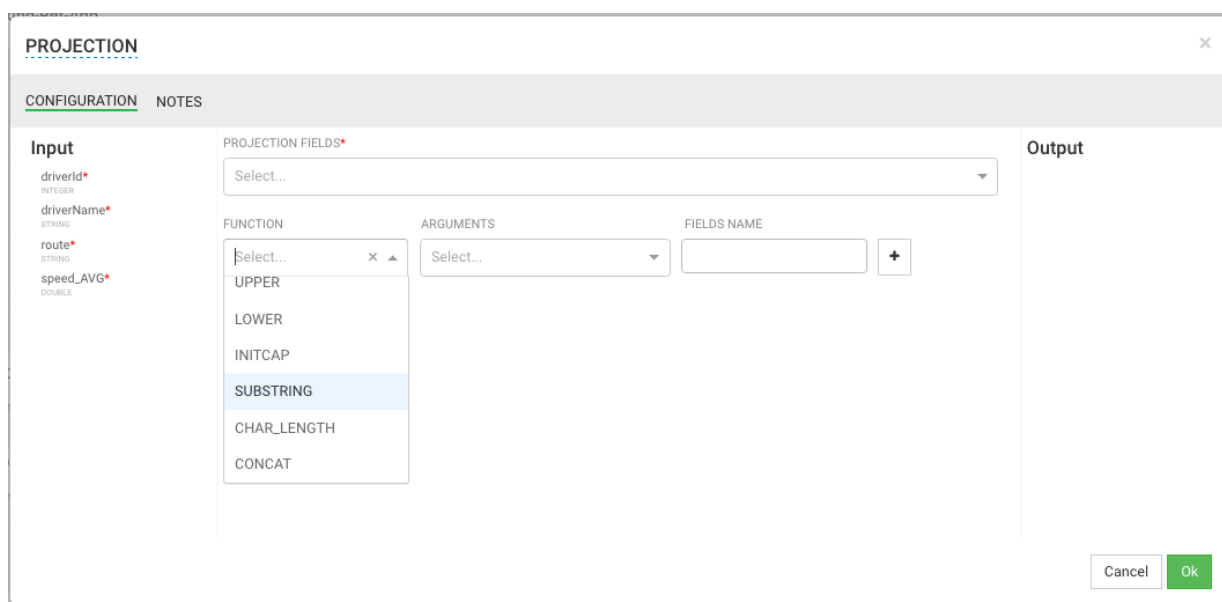 PROJECTION
×
CONFIGURATION NOTES
Input
driverId*
INTEGER
driverName*
STRING
route*
STRING
speed_AVG*
DOUBLE
PROJECTION FIELDS*
Select...
FUNCTION ARGUMENTS FIELDS NAME
Select... × Select... +
UPPER
LOWER
INITCAP
SUBSTRING
CHAR_LENGTH
CONCAT
Output
Cancel Ok